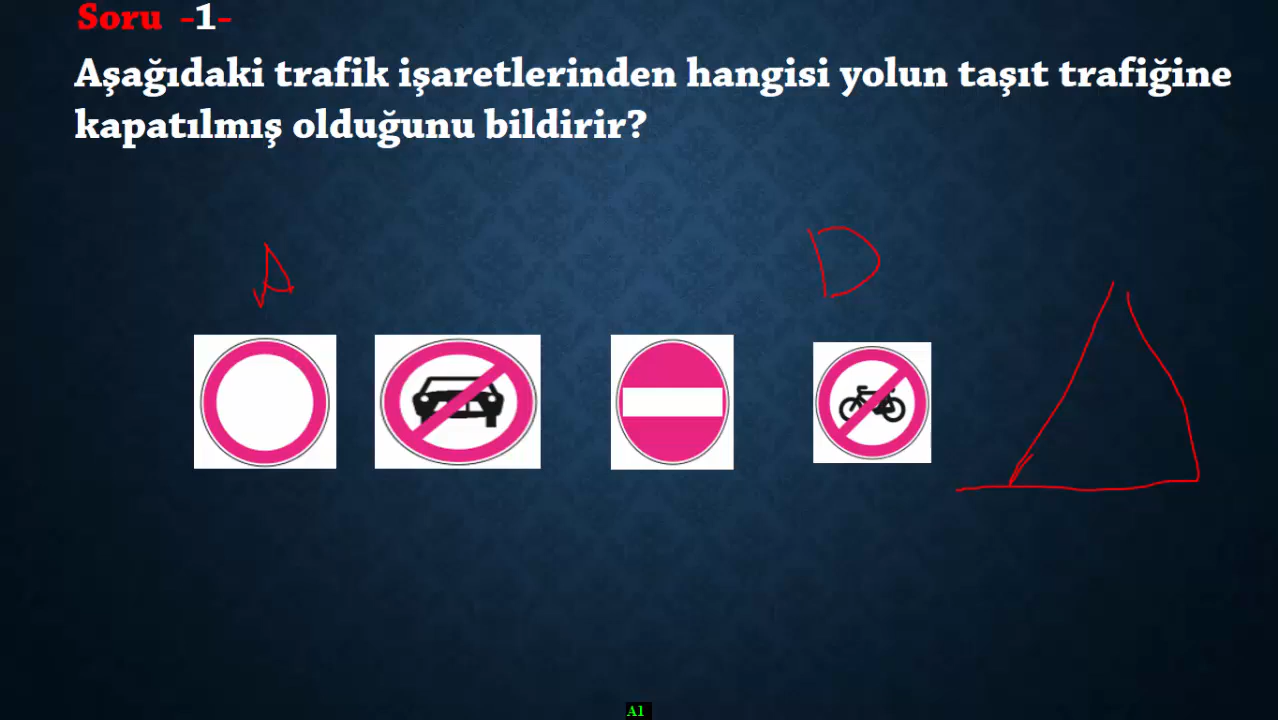 Soru -1-
Aşağıdaki trafik işaretlerinden hangisi yolun taşıt trafiğine
kapatılmış olduğunu bildirir?
A
D
A1